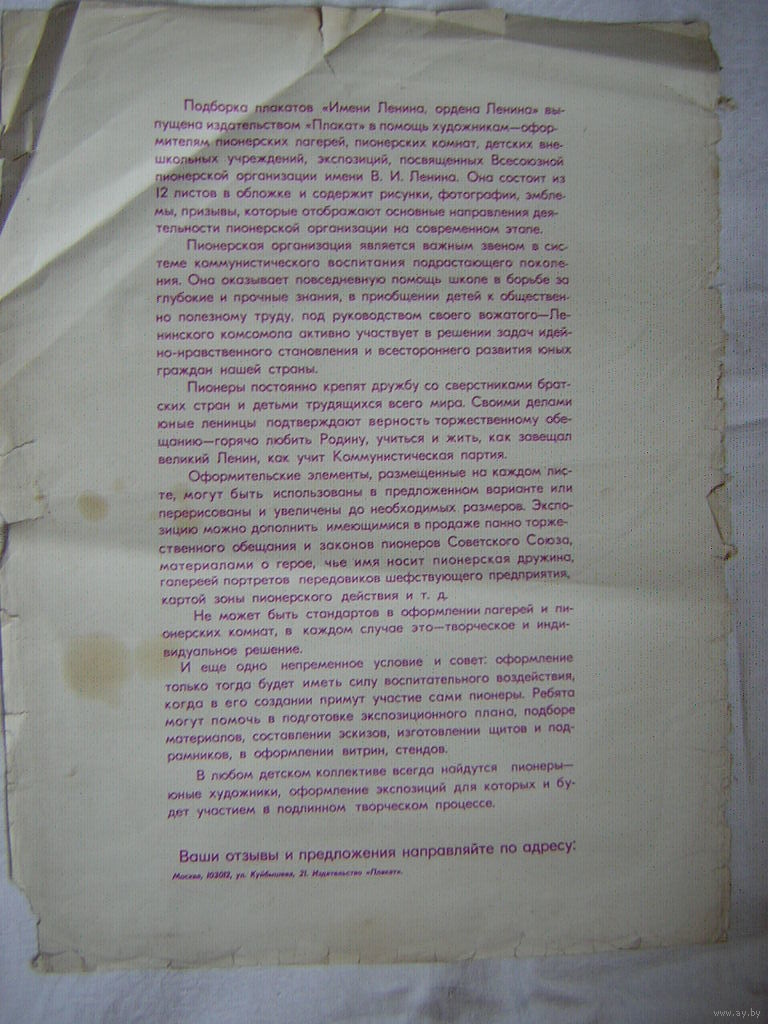 Подборка плакатов «Имени Ленина, ордена Ленина» вы-
пущена издательством «Плакат» в помощь художникам—офор-
мителям пионерских лагерей, пионерских комнат, детских вне-
школьных учреждений, экспозиций, посвященных Всесоюзной
пионерской организации имени В. И. Ленина. Она состоит из
12 листов в обложке и содержит рисунки, фотографии, эмбле-
мы, призывы, которые отображают основные направления дея-
тельности пионерской организации на современном этапе.
Пионерская организация является важным звеном в сис-
теме коммунистического воспитания подрастающего поколе-
ния. Она оказывает повседневную помощь школе в борьбе за
глубокие и прочные знания, в приобщении детей к обществен-
но полезному труду, под руководством своего вожатого—Ле-
нинского комсомола активно участвует в решении задач идей-
но-нравственного становления и всестороннего развития юных
граждан нашей страны.
Пионеры постоянно крепят дружбу со сверстниками брат-
ских стран и детьми трудящихся всего мира. Своими делами
юные ленинцы подтверждают верность торжественному обе-
щанию—горячо любить Родину, учиться и жить, как завещал
великий Ленин, как учит Коммунистическая партия.
Оформительские элементы, размещенные на каждом лис-
те, могут быть использованы в предложенном варианте или
перерисованы и увеличены до необходимых размеров. Экспо-
зицию можно дополнить имеющимися в продаже панно торже-
ственного обещания и законов пионеров Советского Союза,
материалами о герое, чье имя носит пионерская дружина,
галереей портретов передовиков шефствующего предприятия,
картой зоны пионерского действия и т. д.
Не может быть стандартов в оформлении лагерей и пи-
онерских комнат, в каждом случае это—творческое и инди-
видуальное решение.
И еще одно непременное условие и совет: оформление
только тогда будет иметь силу воспитательного воздействия,
когда в его создании примут участие сами пионеры. Ребята
могут помочь в подготовке экспозиционного плана, подборе
материалов, составлении эскизов, изготовлении щитов и под-
рамников, в оформлении витрин, стендов.
В любом детском коллективе всегда найдутся пионеры—
юные художники, оформление экспозиций для которых и бу-
дет участием в подлинном творческом процессе.
Ваши отзывы и предложения направляйте по адресу:
Москва, 103012, ул. Куйбышева, 21. Издательство «Плакат».
www.ay.by